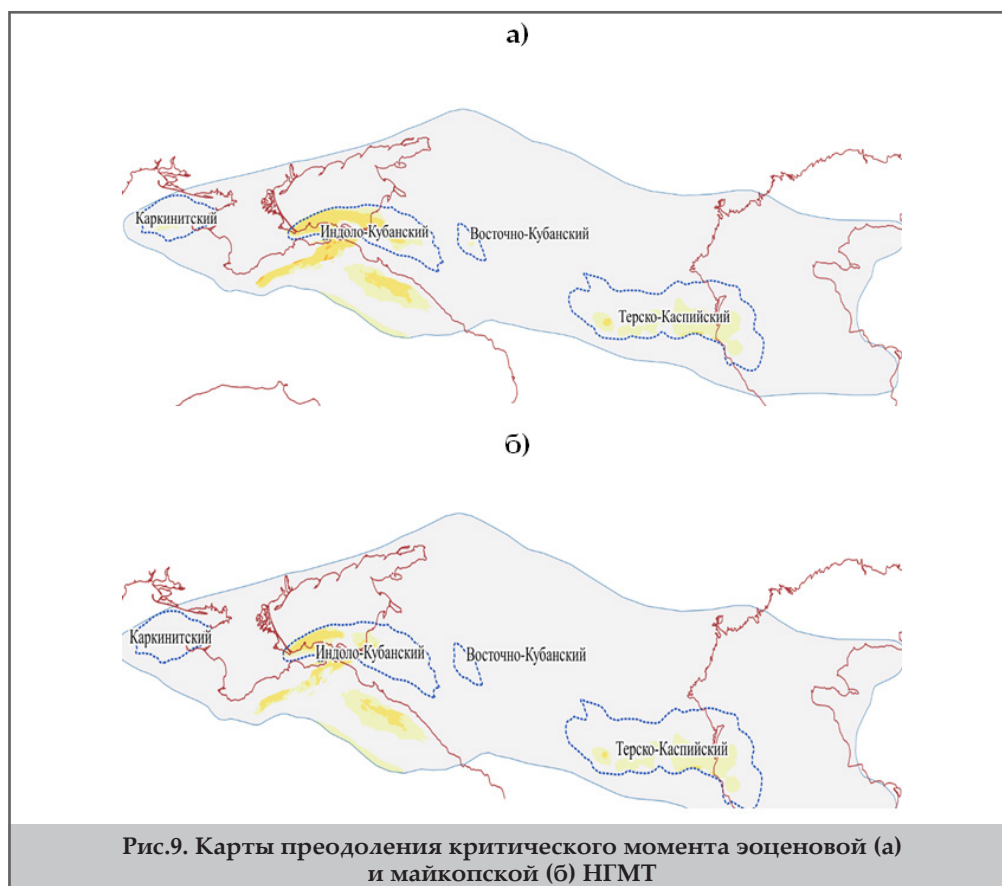 а)
Каркинитский
Индоло-Кубанский
Восточно-Кубанский
Терско-Каспийский
б)
Каркинитский
Индоло-Кубанский
Восточно-Кубанский
Терско-Каспийский
Рис.9. Карты преодоления критического момента эоценовой (а)
и майкопской (б) НГМТ